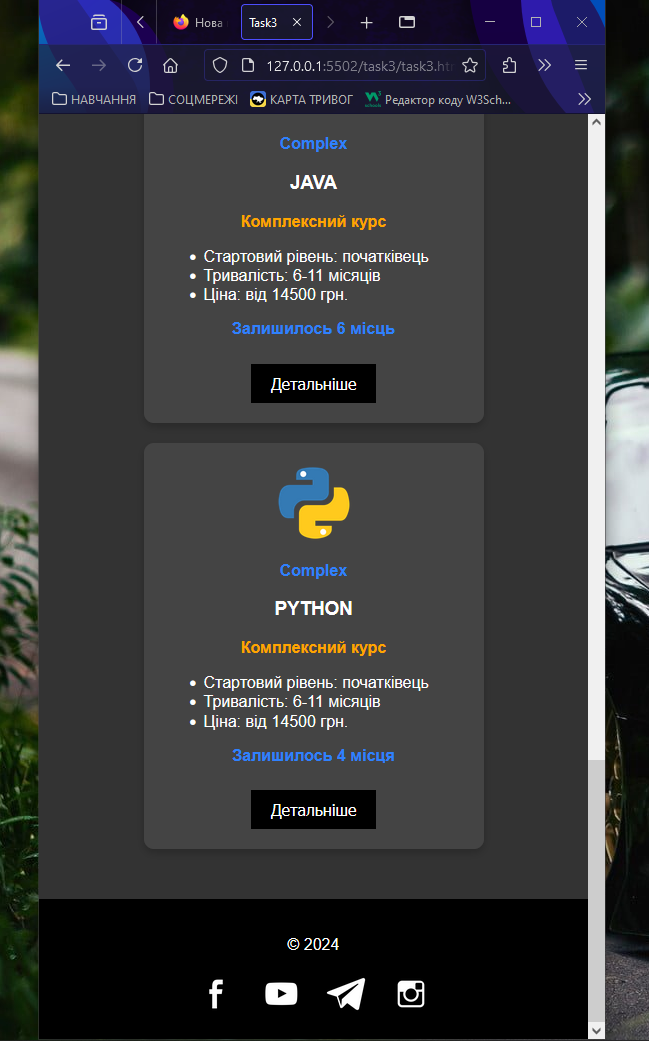 Нова
Task3
127.0.0.1:5502/task3/task3.ht
НАВЧАННЯ
СОЦМЕРЕЖІ
КАРТА ТРИВОГ
Редактор коду W3Sch...
Complex
JAVA
Комплексний курс
Стартовий рівень: початківець
Тривалість: 6-11 місяців
Ціна: від 14500 грн.
Залишилось 6 місць
Детальніше
Complex
PYTHON
Комплексний курс
Стартовий рівень: початківець
Тривалість: 6-11 місяців
Ціна: від 14500 грн.
Залишилось 4 місця
Детальніше
© 2024